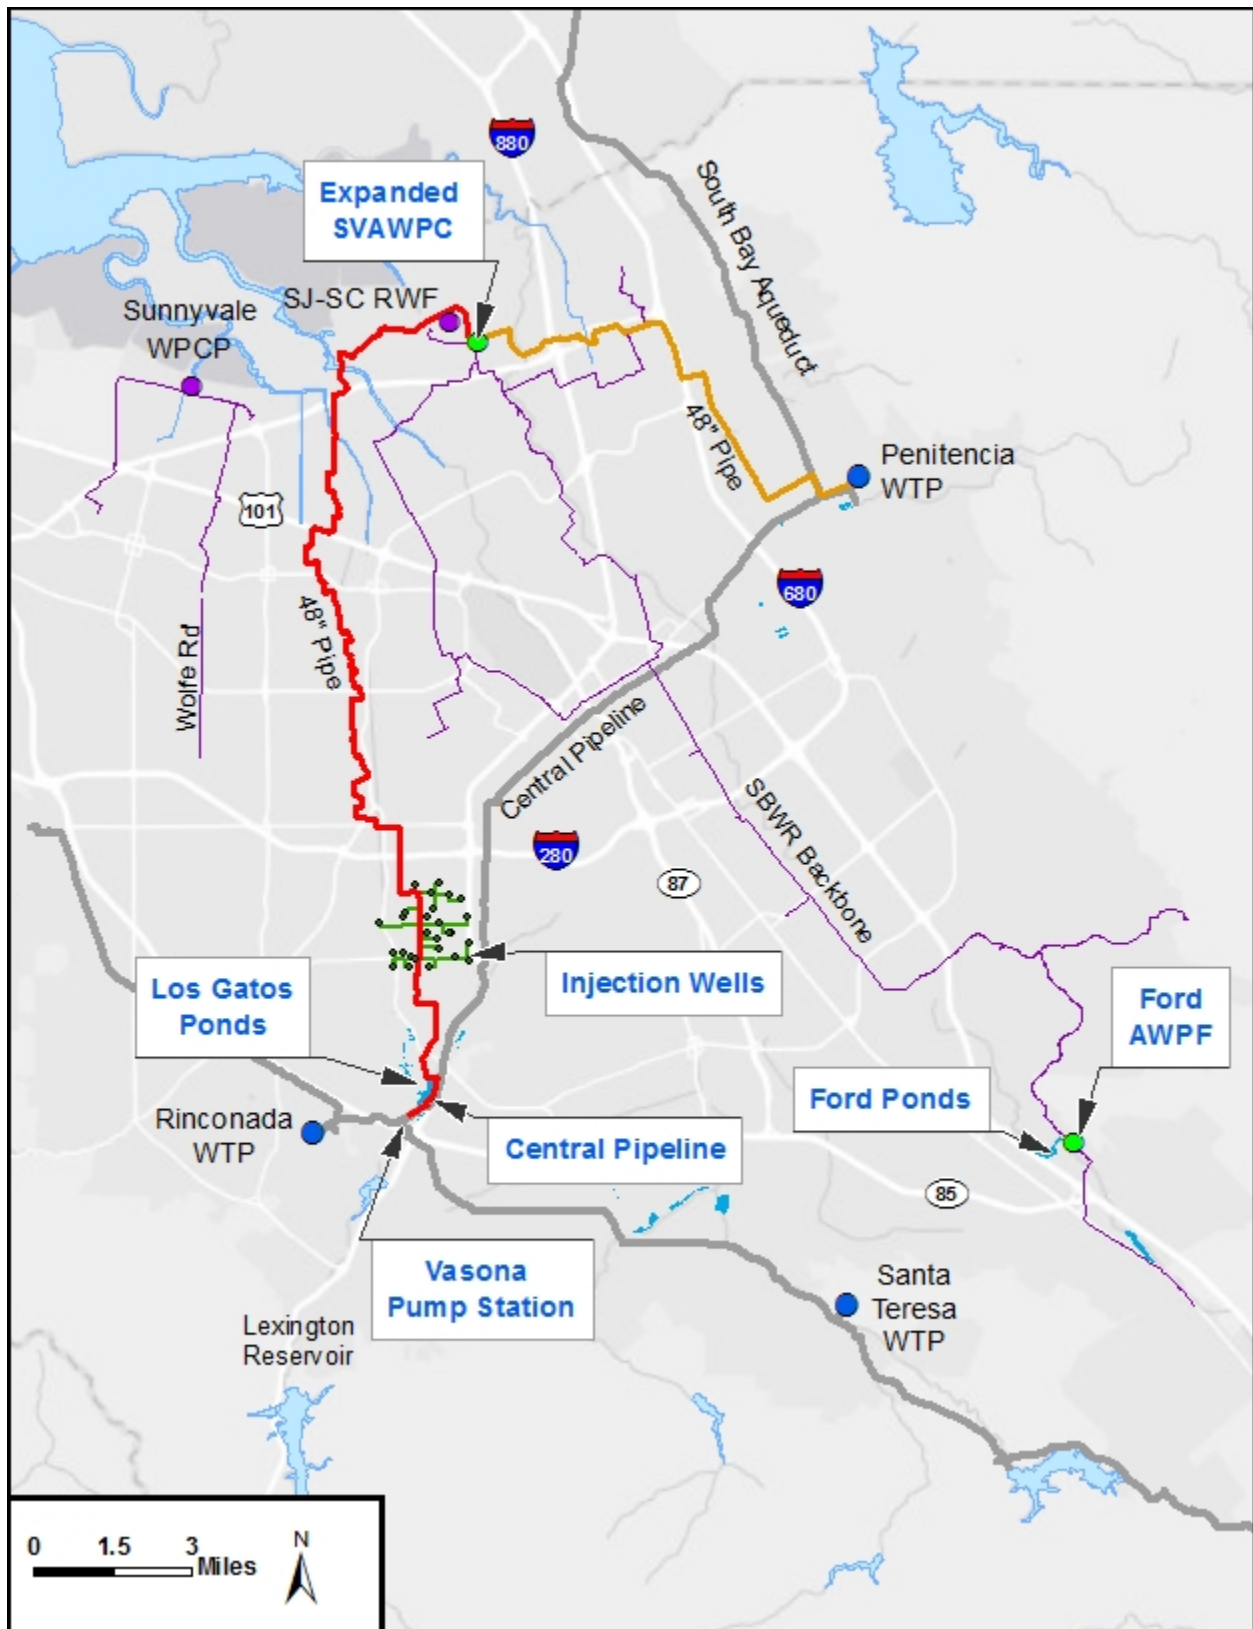 880
Expanded
SVAWPC
South Bay Aqueduct
SJ-SC RWF
Sunnyvale
WPCP
48" Pipe
Penitencia
WTP
101
680
48" Pipe
Wolfe Rd
Central Pipeline
SBWR Backbone
280
87
Injection Wells
Los Gatos
Ponds
Ford
AWPF
Ford Ponds
Rinconada
WTP
Central Pipeline
85
Vasona
Pump Station
Santa
Teresa
WTP
Lexington
Reservoir
0 1.5 3
Miles
N